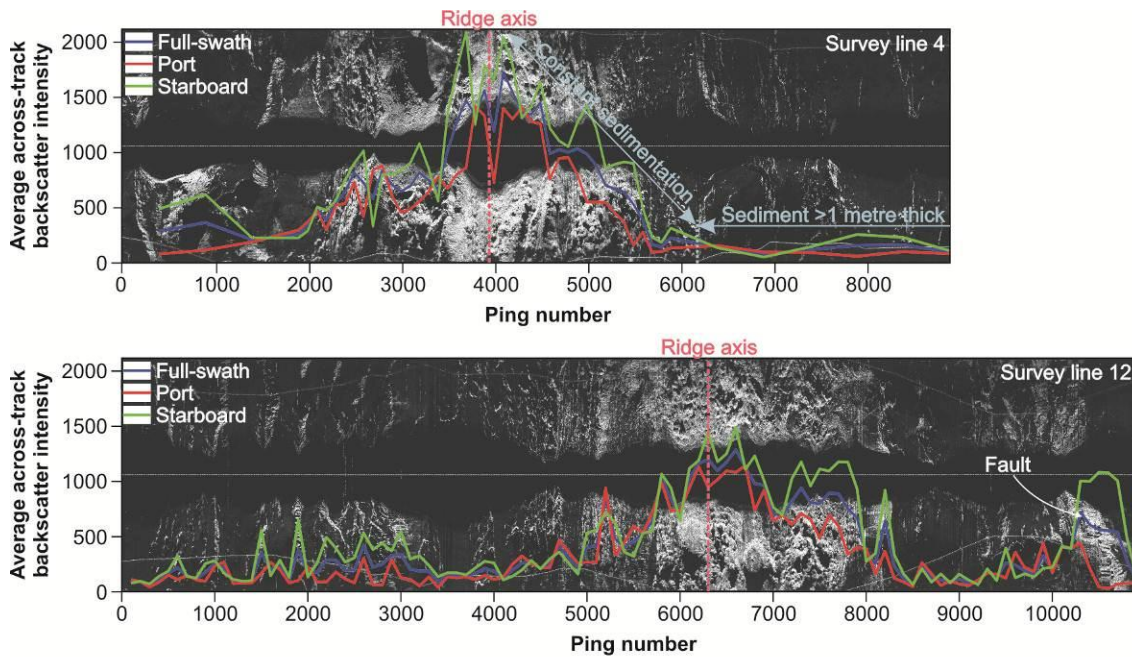 Ridge axis
2000
1500
1000
500
0
Average across-track
backscatter intensity
Full-swath
Port
Starboard
Survey line 4
Cortstant sedimentation
Sediment >1 metre thick
0 1000 2000 3000 4000 5000 6000 7000 8000
Ping number
Ridge axis
2000
1500
1000
500
0
Average across-track
backscatter intensity
Full-swath
Port
Starboard
Survey line 12
Fault
0 1000 2000 3000 4000 5000 6000 7000 8000 9000 10000
Ping number